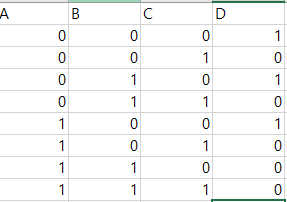 A B C D
0 0 0 1
0 0 1 0
0 1 0 1
0 1 1 0
1 0 0 1
1 0 1 0
1 1 0 0
1 1 1 0